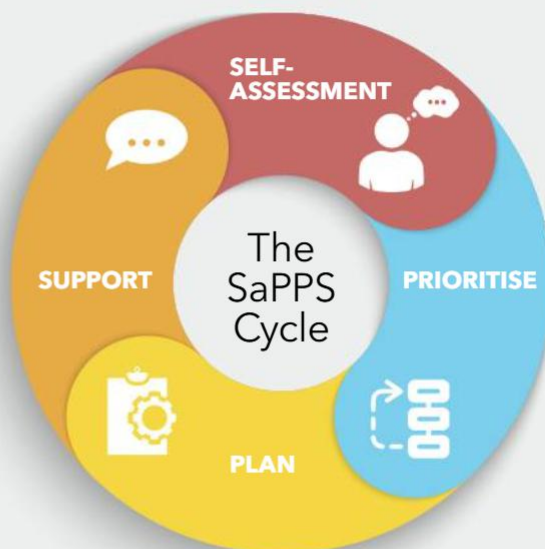 SELF-
ASSESSMENT
SUPPORT
The
SaPPS
Cycle
PRIORITISE
PLAN